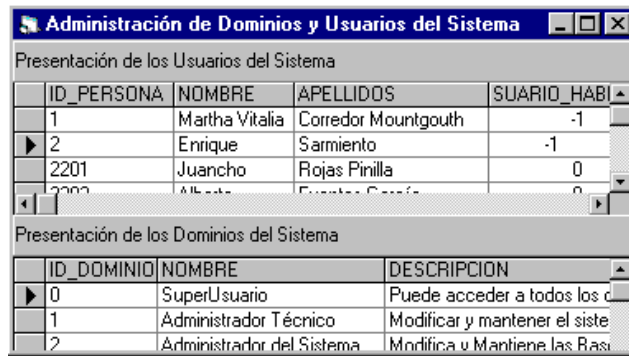 Administración de Dominios y Usuarios del Sistema
Presentación de los Usuarios del Sistema
ID_PERSONA NOMBRE APELLIDOS SUARIO_HABI
1 Martha Vitalia Corredor Mountgouth -1
2 Enrique Sarmiento -1
2201 Juancho Rojas Pinilla 0
Presentación de los Dominios del Sistema
ID_DOMINIO NOMBRE DESCRIPCION
0 SuperUsuario Puede acceder a todos los
1 Administrador Técnico Modificar y mantener el siste
2 Administrador del Sistema Modifica y Mantiene las